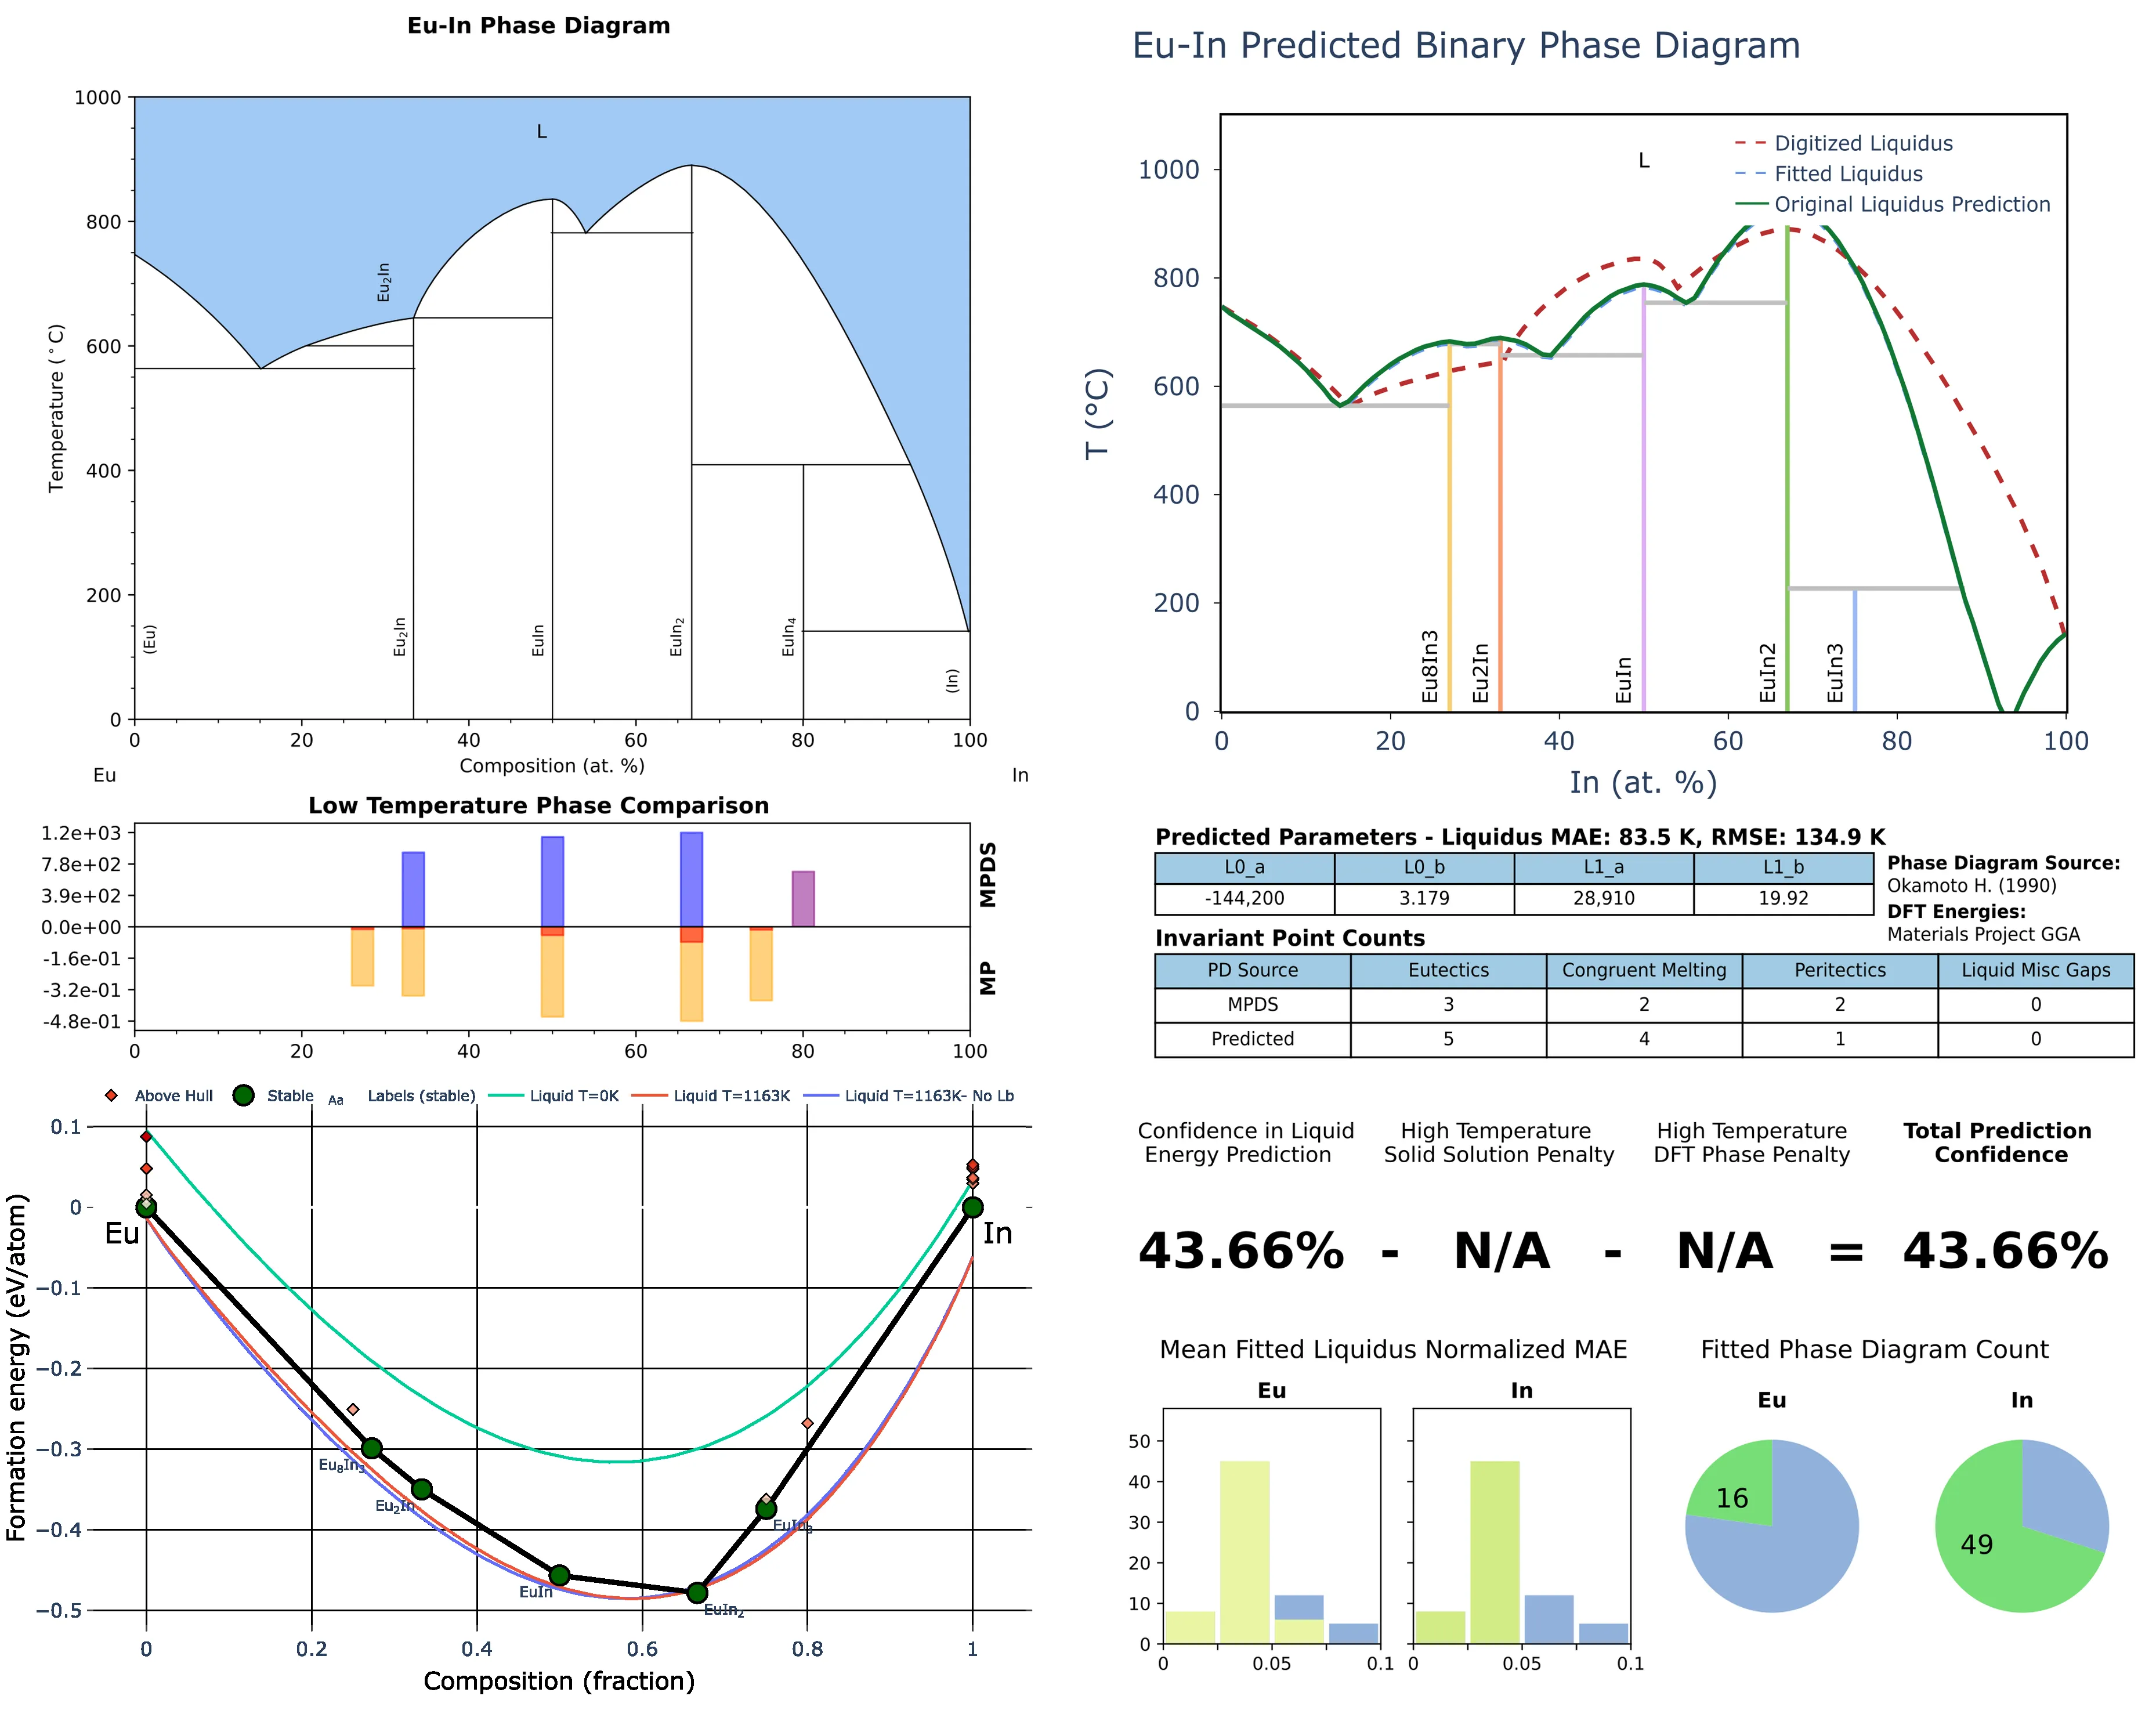 Eu-In Phase Diagram
1000
800
600
400
200
0
Temperature (°C)
L
Eu2In
(Eu)
Eu2In
EuIn
EuIn2
EuIn4
(In)
0 20 40 60 80 100
Composition (at. %)
Eu
In
Low Temperature Phase Comparison
1.2e+03
7.8e+02
3.9e+02
0.0e+00
-1.6e-01
-3.2e-01
-4.8e-01
MPDS
MP
0 20 40 60 80 100
Above Hull Stable Aa Labels (stable) Liquid T=0K Liquid T=1163K Liquid T=1163K- No Lb
0.1
0
−0.1
−0.2
−0.3
−0.4
−0.5
Formation energy (eV/atom)
Eu
In
Eu8In3
Eu2In
EuIn
EuIn2
EuIn3
0 0.2 0.4 0.6 0.8 1
Composition (fraction)
Eu-In Predicted Binary Phase Diagram
L
Digitized Liquidus
Fitted Liquidus
Original Liquidus Prediction
1000
800
600
400
200
0
T (°C)
Eu8In3
Eu2In
EuIn
EuIn2
EuIn3
0 20 40 60 80 100
In (at. %)
Predicted Parameters - Liquidus MAE: 83.5 K, RMSE: 134.9 K
L0_a L0_b L1_a L1_b
-144,200 3.179 28,910 19.92
Phase Diagram Source:
Okamoto H. (1990)
DFT Energies:
Materials Project GGA
Invariant Point Counts
PD Source Eutectics Congruent Melting Peritectics Liquid Misc Gaps
MPDS 3 2 2 0
Predicted 5 4 1 0
Confidence in Liquid
Energy Prediction
High Temperature
Solid Solution Penalty
High Temperature
DFT Phase Penalty
Total Prediction
Confidence
43.66% - N/A - N/A = 43.66%
Mean Fitted Liquidus Normalized MAE
Eu
In
50
40
30
20
10
0
0 0.05 0.1
0 0.05 0.1
Fitted Phase Diagram Count
Eu
In
16
49